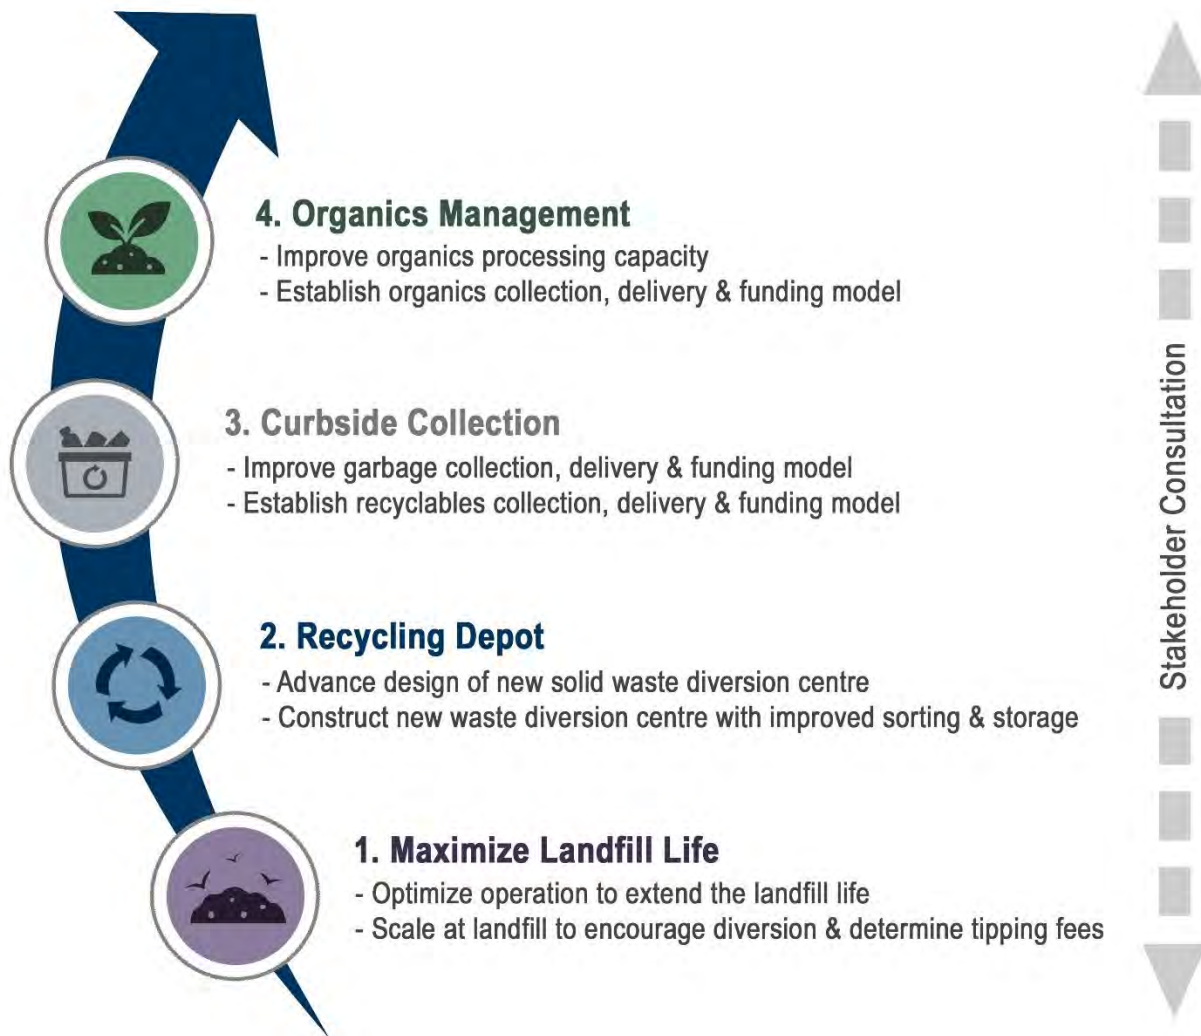 4. Organics Management
- Improve organics processing capacity
- Establish organics collection, delivery & funding model
3. Curbside Collection
- Improve garbage collection, delivery & funding model
- Establish recyclables collection, delivery & funding model
2. Recycling Depot
- Advance design of new solid waste diversion centre
- Construct new waste diversion centre with improved sorting & storage
1. Maximize Landfill Life
- Optimize operation to extend the landfill life
- Scale at landfill to encourage diversion & determine tipping fees
Stakeholder Consultation